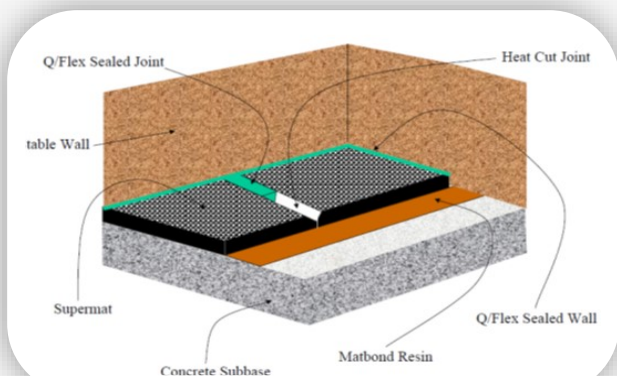 Q/Flex Sealed Joint
Heat Cut Joint
table Wall
Supermat
Q/Flex Sealed Wall
Matbond Resin
Concrete Subbase